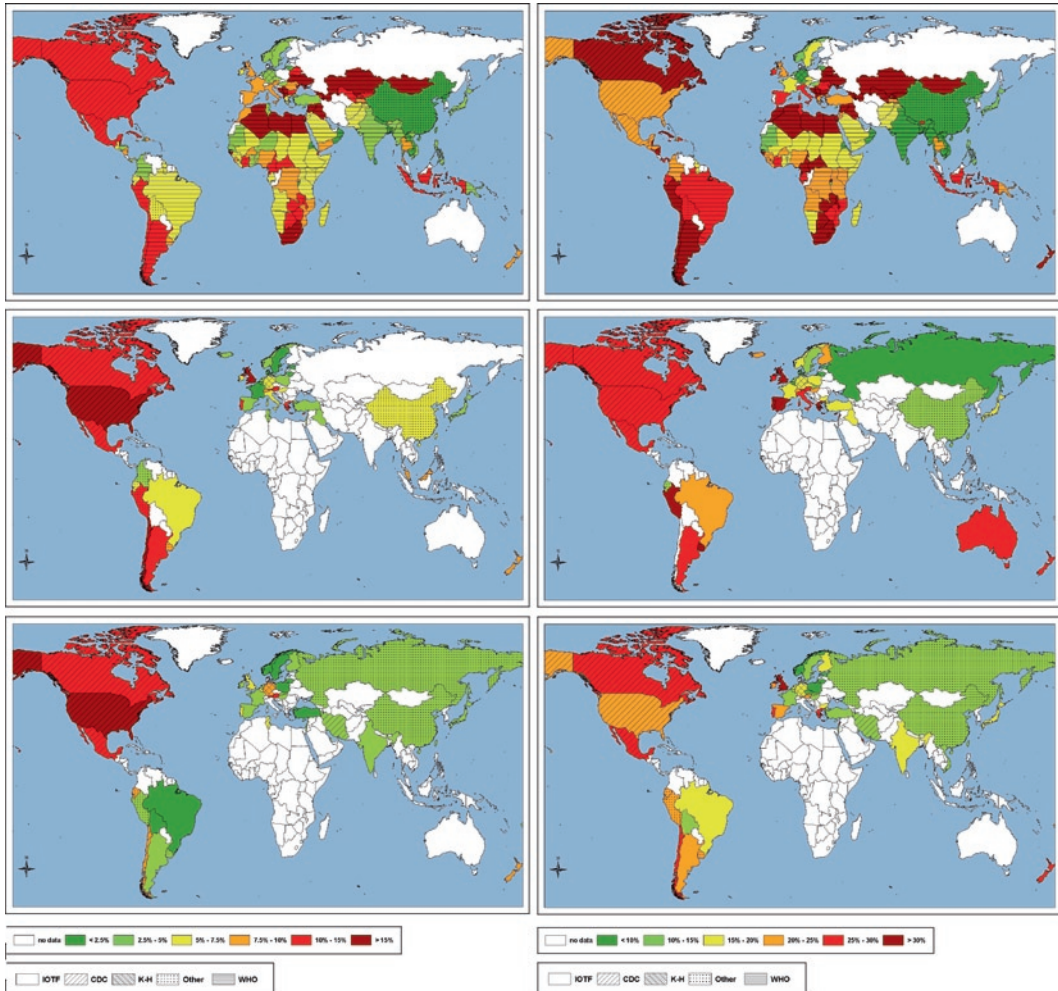 no data < 2.5% 2.5% - 5% 5% - 7.5% 7.5% - 10% 10% - 15% > 15%
IOTF CDC K-H Other WHO
no data < 10% 10% - 15% 15% - 20% 20% - 25% 25% - 30% > 30%
IOTF CDC K-H Other WHO